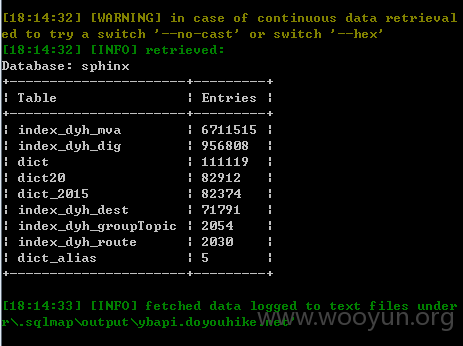 [18:14:32] [WARNING] in case of continuous data retrieval
ed to try a switch '--no-cast' or switch '--hex'
[18:14:32] [INFO] retrieved:
Database: sphinx
+--------------------+---------+
| Table | Entries |
+--------------------+---------+
| index_dyh_mva | 6711515 |
| index_dyh_dig | 956808 |
| dict | 111119 |
| dict20 | 82912 |
| dict_2015 | 82374 |
| index_dyh_dest | 71791 |
| index_dyh_groupTopic | 2054 |
| index_dyh_route | 2030 |
| dict_alias | 5 |
+--------------------+---------+
[18:14:33] [INFO] fetched data logged to text files under
r\.sqlmap\output\ybapi.doyouhike.net
www.wooyun.org